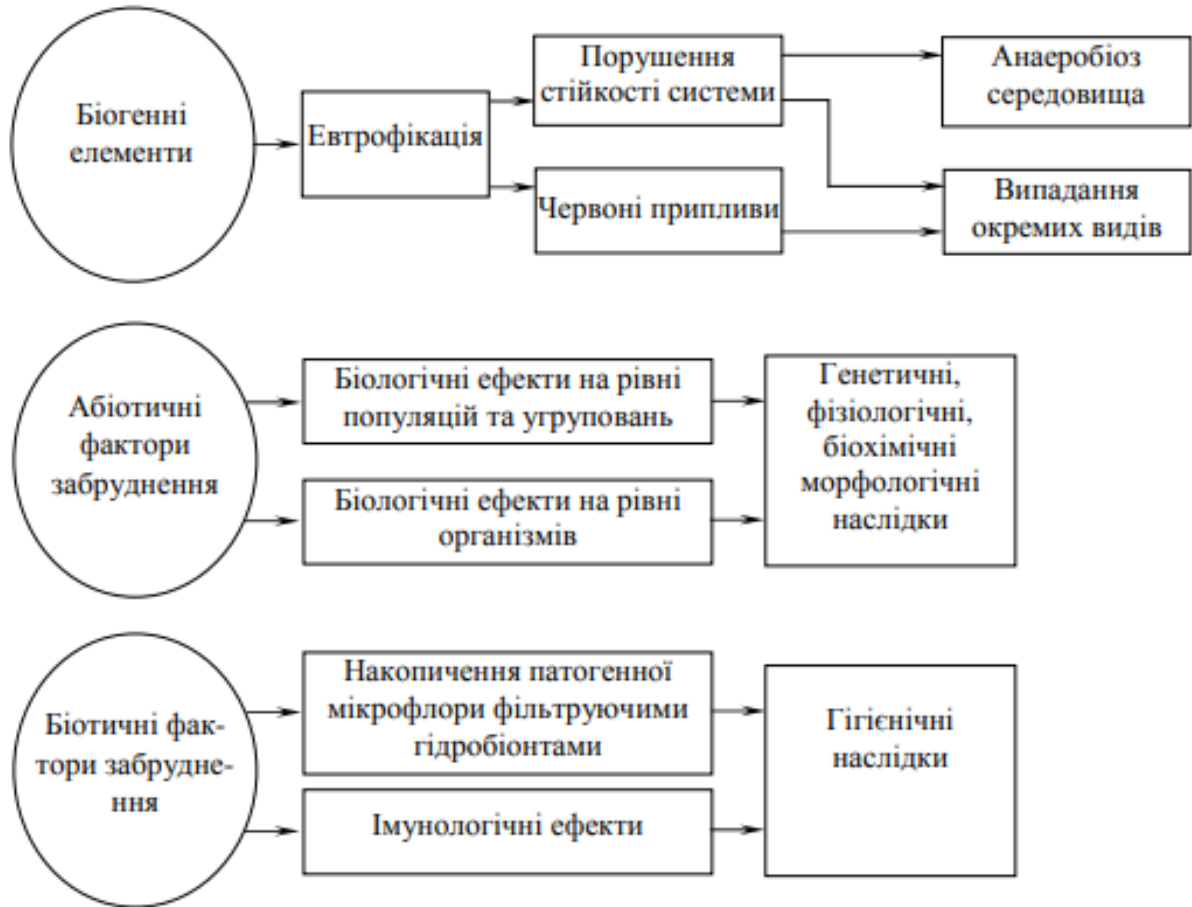 Біогенні
елементи
Евтрофікація
Порушення
стійкості системи
Червоні припливи
Анаеробіоз
середовища
Випадання
окремих видів
Абіотичні
фактори
забруднення
Біологічні ефекти на рівні
популяцій та угруповань
Біологічні ефекти на рівні
організмів
Генетичні,
фізіологічні,
біохімічні
морфологічні
наслідки
Біотичні фак-
тори забрудне-
ння
Накопичення патогенної
мікрофлори фільтруючими
гідробіонтами
Імунологічні ефекти
Гігієнічні
наслідки